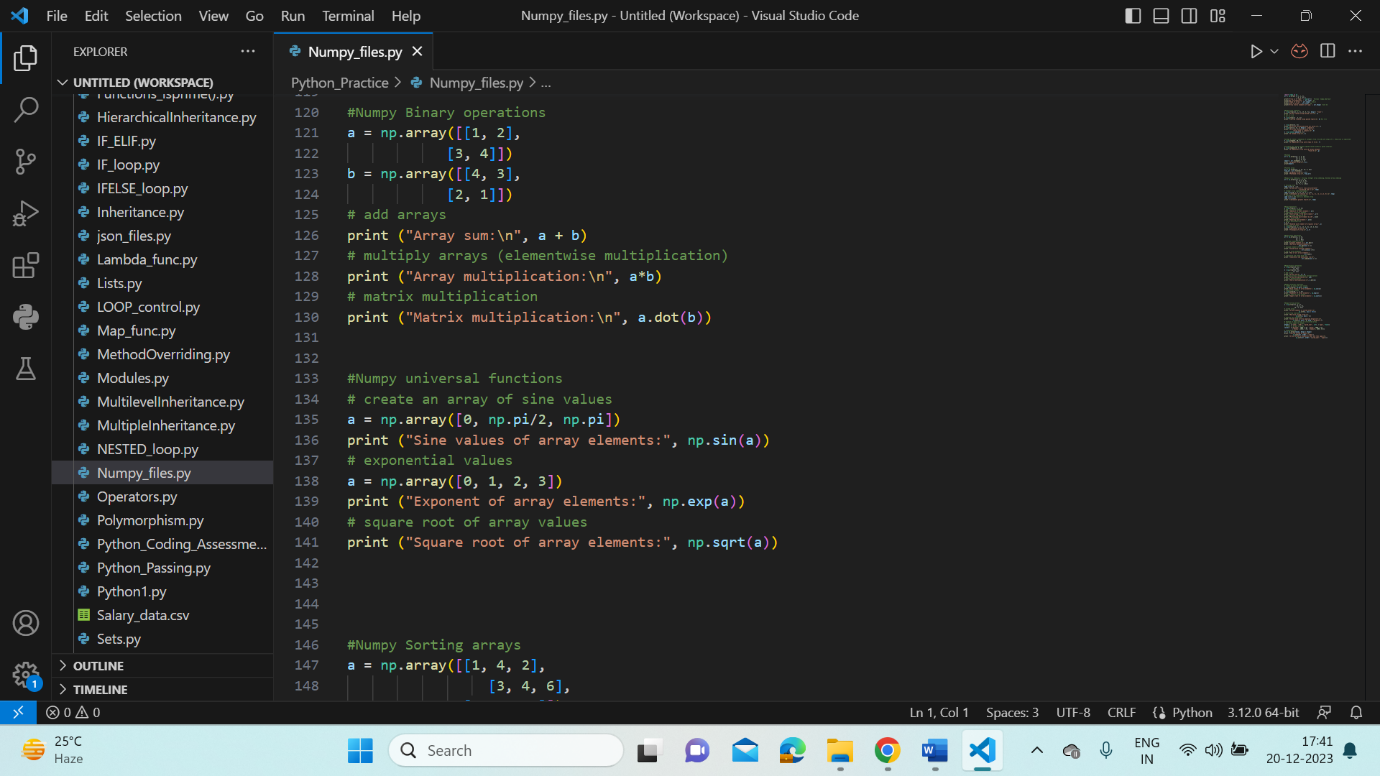 File Edit Selection View Go Run Terminal Help
Numpy_files.py - Untitled (Workspace) - Visual Studio Code
EXPLORER
UNTITLED (WORKSPACE)
Functions_isprime().py
HierarchicalInheritance.py
IF_ELIF.py
IF_loop.py
IFELSE_loop.py
Inheritance.py
json_files.py
Lambda_func.py
Lists.py
LOOP_control.py
Map_func.py
MethodOverriding.py
Modules.py
MultilevelInheritance.py
MultipleInheritance.py
NESTED_loop.py
Numpy_files.py
Operators.py
Polymorphism.py
Python_Coding_Assessme...
Python_Passing.py
Python1.py
Salary_data.csv
Sets.py
OUTLINE
TIMELINE
Numpy_files.py
Python_Practice > Numpy_files.py > ...
119
120 #Numpy Binary operations
121 a = np.array([[1, 2],
122 [3, 4]])
123 b = np.array([[4, 3],
124 [2, 1]])
125 # add arrays
126 print ("Array sum:\n", a + b)
127 # multiply arrays (elementwise multiplication)
128 print ("Array multiplication:\n", a*b)
129 # matrix multiplication
130 print ("Matrix multiplication:\n", a.dot(b))
131
132
133 #Numpy universal functions
134 # create an array of sine values
135 a = np.array([0, np.pi/2, np.pi])
136 print ("Sine values of array elements:", np.sin(a))
137 # exponential values
138 a = np.array([0, 1, 2, 3])
139 print ("Exponent of array elements:", np.exp(a))
140 # square root of array values
141 print ("Square root of array elements:", np.sqrt(a))
142
143
144
145
146 #Numpy Sorting arrays
147 a = np.array([[1, 4, 2],
148 [3, 4, 6],
1
0 0
Ln 1, Col 1 Spaces: 3 UTF-8 CRLF Python 3.12.0 64-bit
25°C
Haze
Search
ENG
IN
17:41
20-12-2023